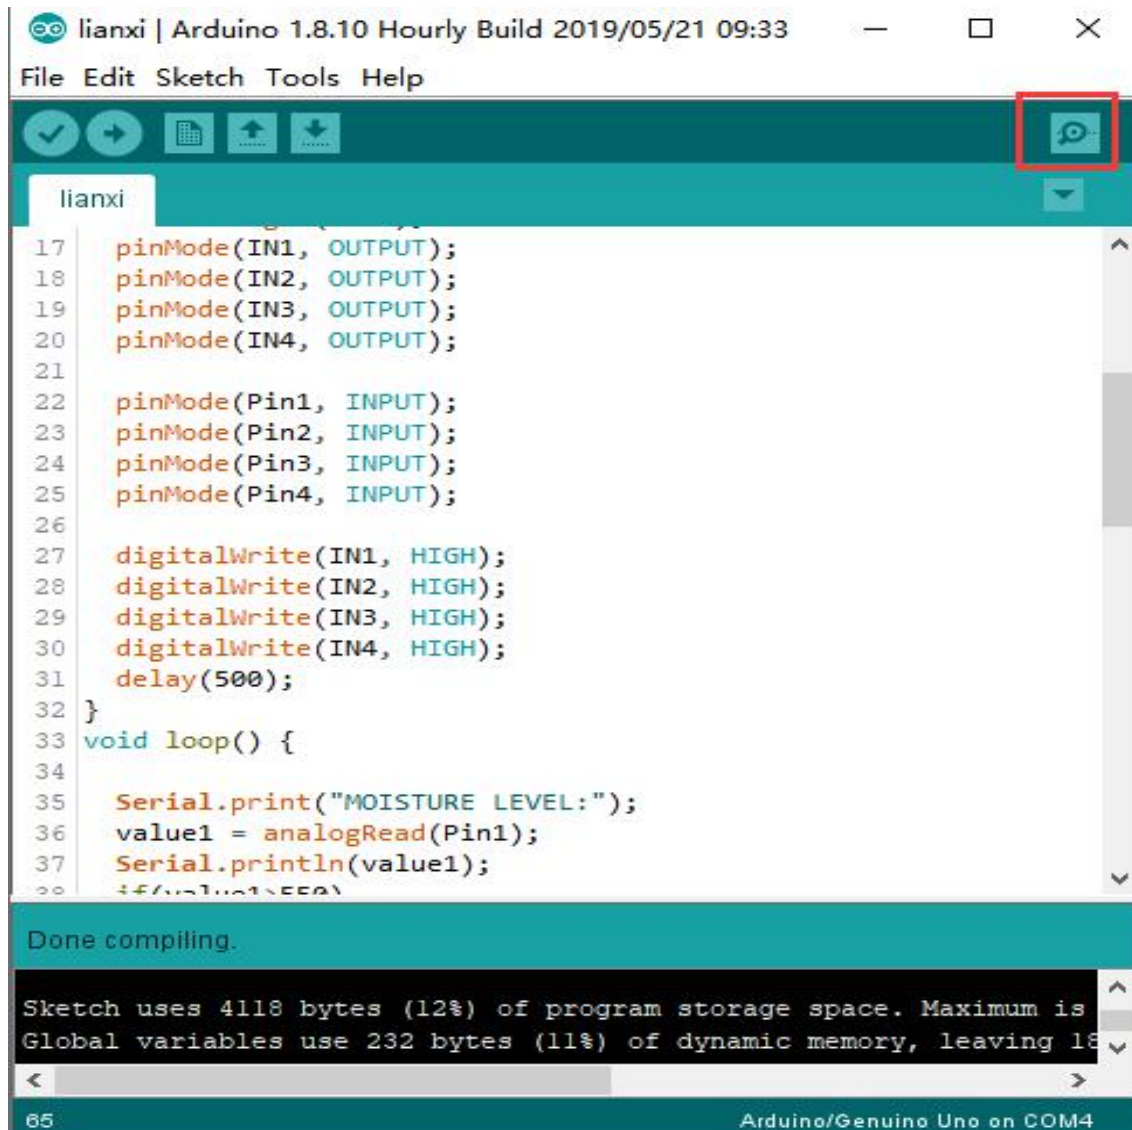 lianxi | Arduino 1.8.10 Hourly Build 2019/05/21 09:33
File Edit Sketch Tools Help
lianxi
17 pinMode(IN1, OUTPUT);
18 pinMode(IN2, OUTPUT);
19 pinMode(IN3, OUTPUT);
20 pinMode(IN4, OUTPUT);
21
22 pinMode(Pin1, INPUT);
23 pinMode(Pin2, INPUT);
24 pinMode(Pin3, INPUT);
25 pinMode(Pin4, INPUT);
26
27 digitalWrite(IN1, HIGH);
28 digitalWrite(IN2, HIGH);
29 digitalWrite(IN3, HIGH);
30 digitalWrite(IN4, HIGH);
31 delay(500);
32 }
33 void loop() {
34
35 Serial.print("MOISTURE LEVEL:");
36 value1 = analogRead(Pin1);
37 Serial.println(value1);
38 if(value1>550)
Done compiling.
Sketch uses 4118 bytes (12%) of program storage space. Maximum is
Global variables use 232 bytes (11%) of dynamic memory, leaving 18
65 Arduino/Genuino Uno on COM4